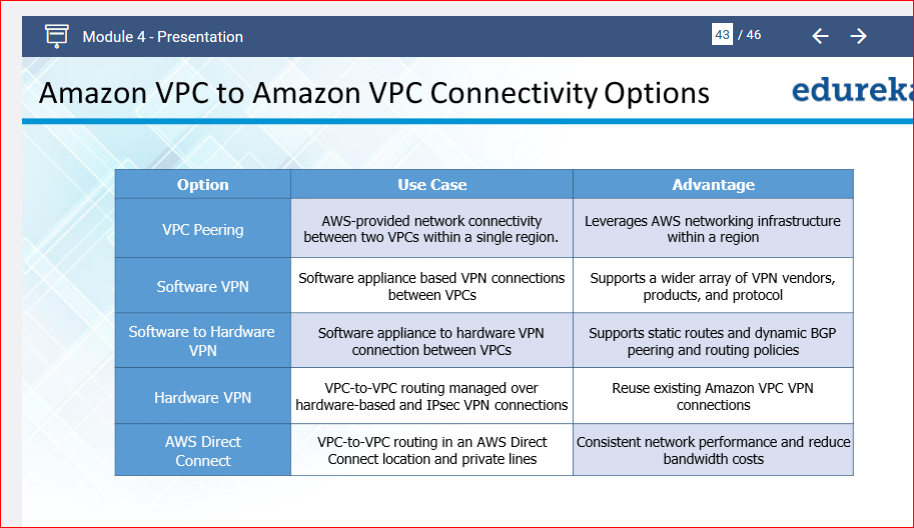 Module 4 - Presentation
43 / 46
Amazon VPC to Amazon VPC Connectivity Options
Option Use Case Advantage
VPC Peering
AWS-provided network connectivity
between two VPCs within a single region.
Leverages AWS networking infrastructure
within a region
Software VPN
Software appliance based VPN connections
between VPCs
Supports a wider array of VPN vendors,
products, and protocol
Software to Hardware
VPN
Software appliance to hardware VPN
connection between VPCs
Supports static routes and dynamic BGP
peering and routing policies
Hardware VPN
VPC-to-VPC routing managed over
hardware-based and IPsec VPN connections
Reuse existing Amazon VPC VPN
connections
AWS Direct
Connect
VPC-to-VPC routing in an AWS Direct
Connect location and private lines
Consistent network performance and reduce
bandwidth costs